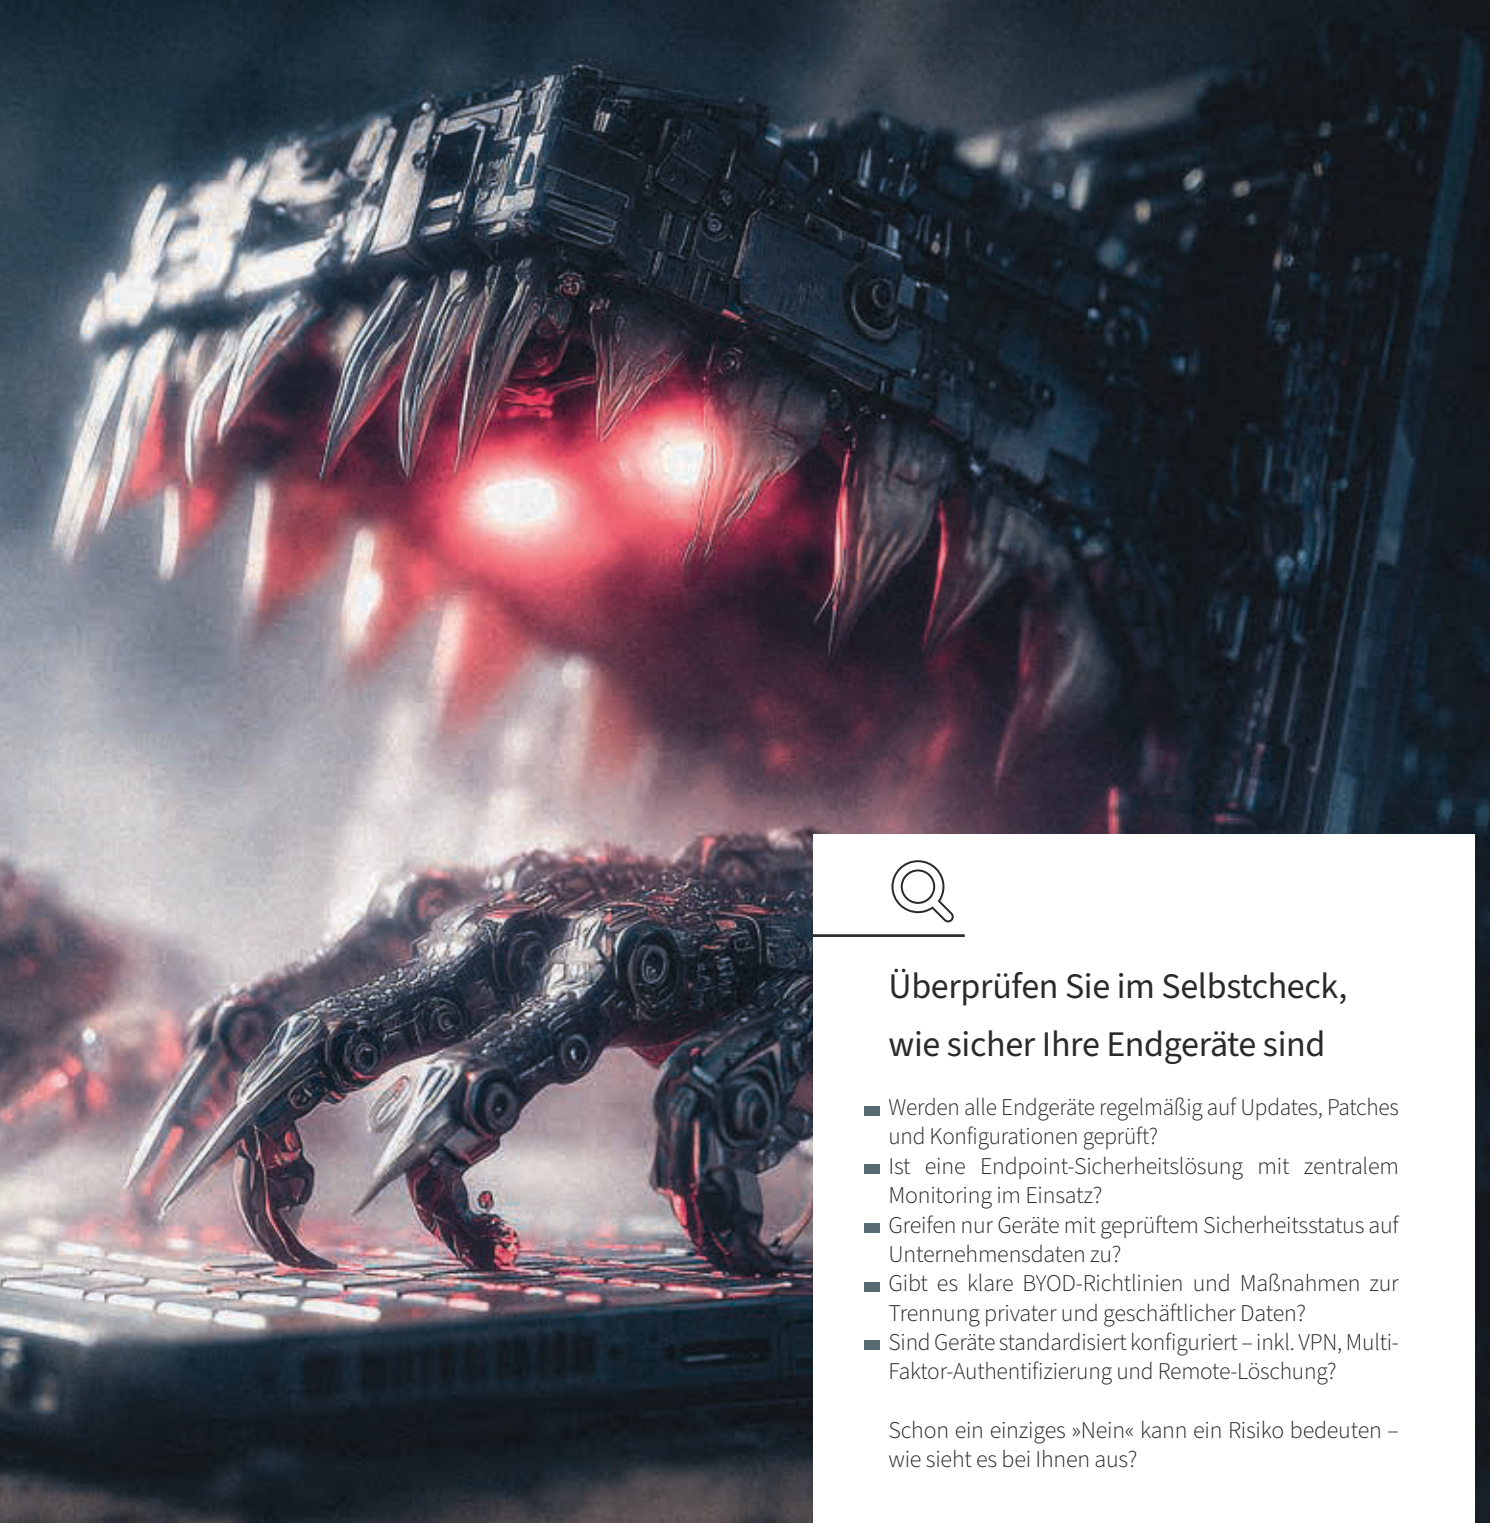 Überprüfen Sie im Selbstcheck,
wie sicher Ihre Endgeräte sind
Werden alle Endgeräte regelmäßig auf Updates, Patches
und Konfigurationen geprüft?
Ist eine Endpoint-Sicherheitslösung mit zentralem
Monitoring im Einsatz?
Greifen nur Geräte mit geprüftem Sicherheitsstatus auf
Unternehmensdaten zu?
Gibt es klare BYOD-Richtlinien und Maßnahmen zur
Trennung privater und geschäftlicher Daten?
Sind Geräte standardisiert konfiguriert – inkl. VPN, Multi-
Faktor-Authentifizierung und Remote-Löschung?
Schon ein einziges »Nein« kann ein Risiko bedeuten –
wie sieht es bei Ihnen aus?